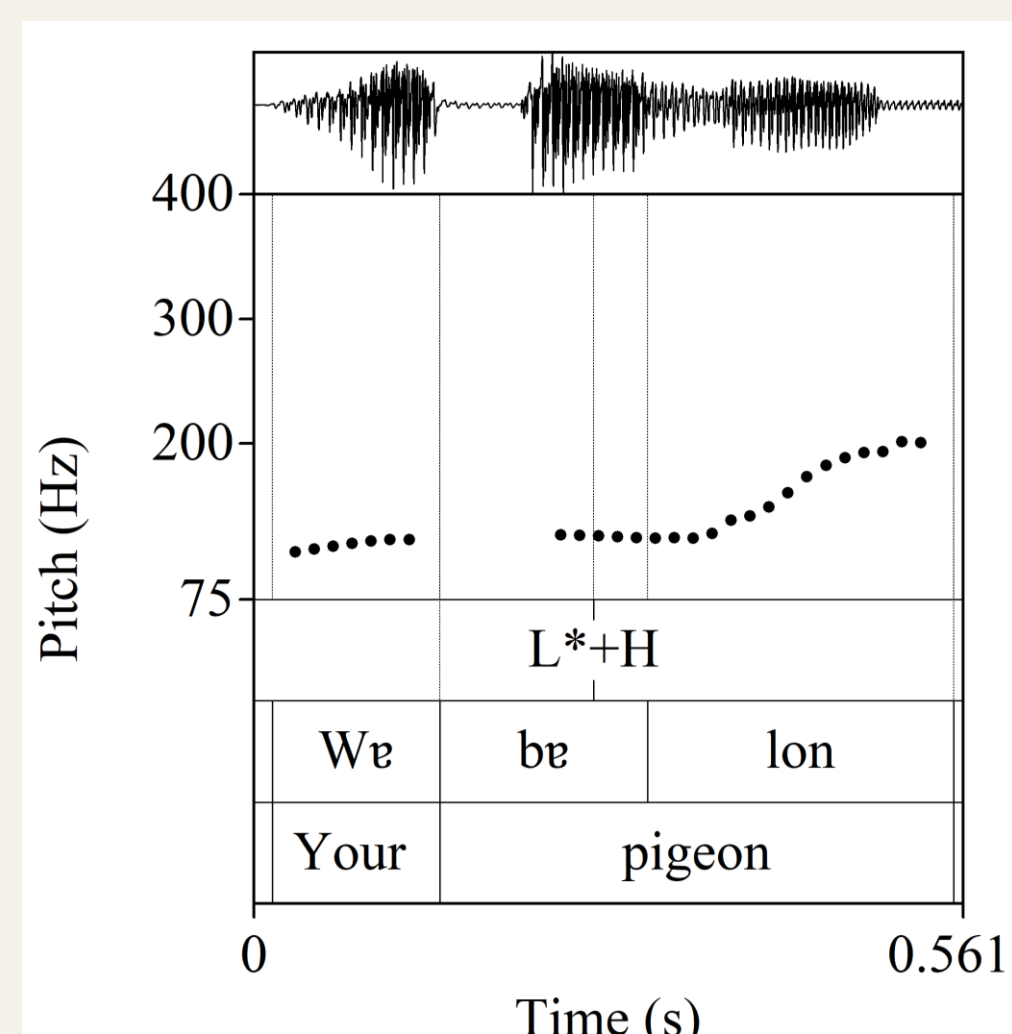 400
300
200
75
Pitch (Hz)
L*+H
Wɐ bɐ lon
Your pigeon
0 0.561
Time (s)